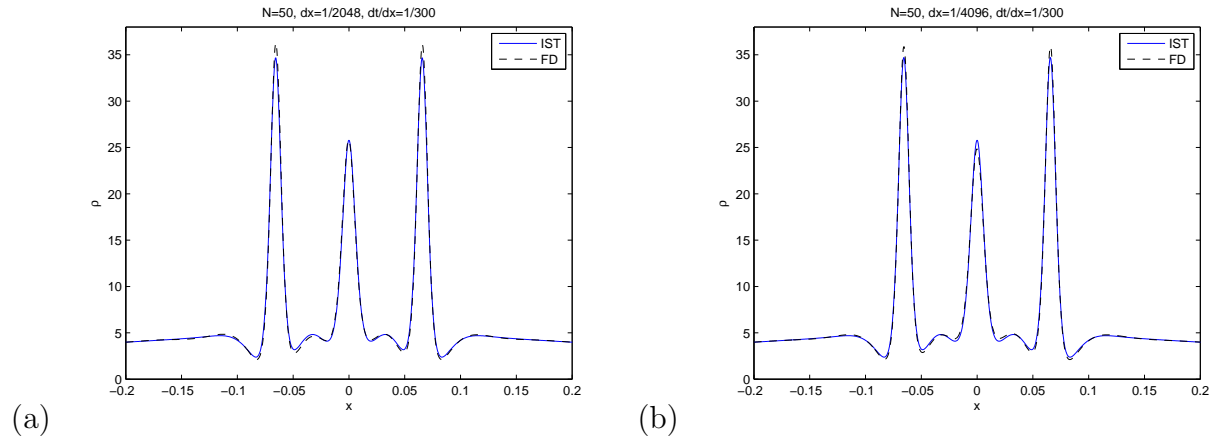 N=50, dx=1/2048, dt/dx=1/300
IST
FD
35
30
25
20
15
10
5
0
ρ
−0.2
−0.15
−0.1
−0.05
0
0.05
0.1
0.15
0.2
x
(a)
N=50, dx=1/4096, dt/dx=1/300
IST
FD
35
30
25
20
15
10
5
0
ρ
−0.2
−0.15
−0.1
−0.05
0
0.05
0.1
0.15
0.2
x
(b)